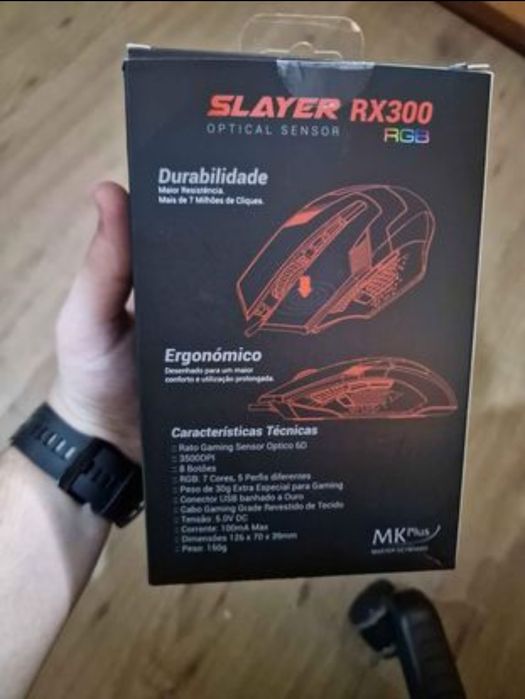 SLAYER RX300
OPTICAL SENSOR RGB
Durabilidade
Maior Resistência.
Mais de 7 Milhões de Cliques.
Ergonómico
Desenhado para um maior
conforto e utilização prolongada.
Características Técnicas
:: Rato Gaming Sensor Optico 6D
:: 3500DPI
:: 8 Botões
:: RGB: 7 Cores, 5 Perfis diferentes
:: Peso de 30g Extra Especial para Gaming
:: Conector USB banhado a Ouro
:: Cabo Gaming Grade Revestido de Tecido
:: Tensão: 5.0V DC
:: Corrente: 100mA Max
:: Dimensões 126 x 70 x 39mm
:: Peso: 150g
MK Plus
MASTER KEYBOARD